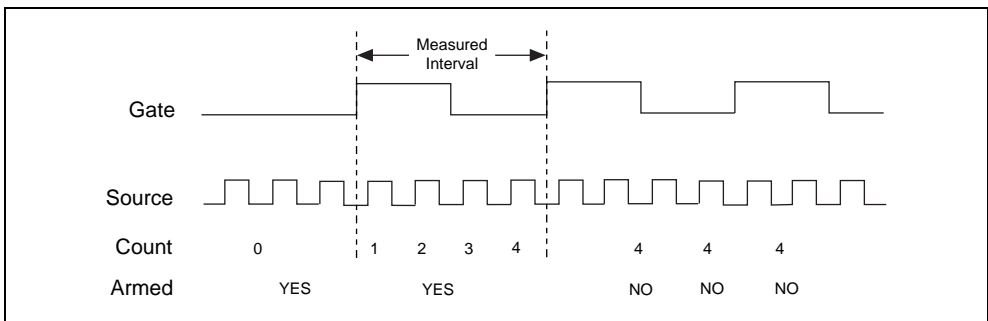 Measured
Interval
Gate
Source
Count 0 1 2 3 4 4 4 4
Armed YES YES NO NO NO